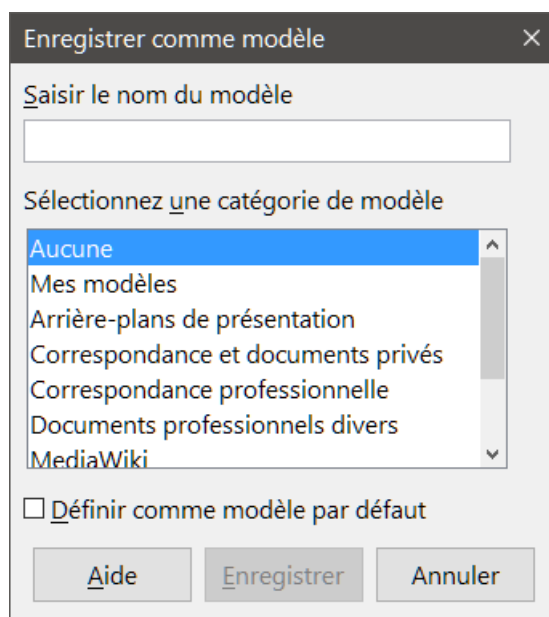 Enregistrer comme modèle
Saisir le nom du modèle
Sélectionnez une catégorie de modèle
Aucune
Mes modèles
Arrière-plans de présentation
Correspondance et documents privés
Correspondance professionnelle
Documents professionnels divers
MediaWiki
Définir comme modèle par défaut
Aide Enregistrer Annuler